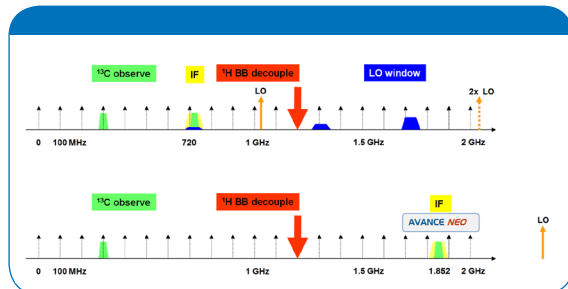 ¹³C observe IF ¹H BB decouple LO window
LO 2x LO
0 100 MHz 720 1 GHz 1.5 GHz 2 GHz
¹³C observe ¹H BB decouple IF
AVANCE NEO
LO
0 100 MHz 1 GHz 1.5 GHz 1.852 2 GHz